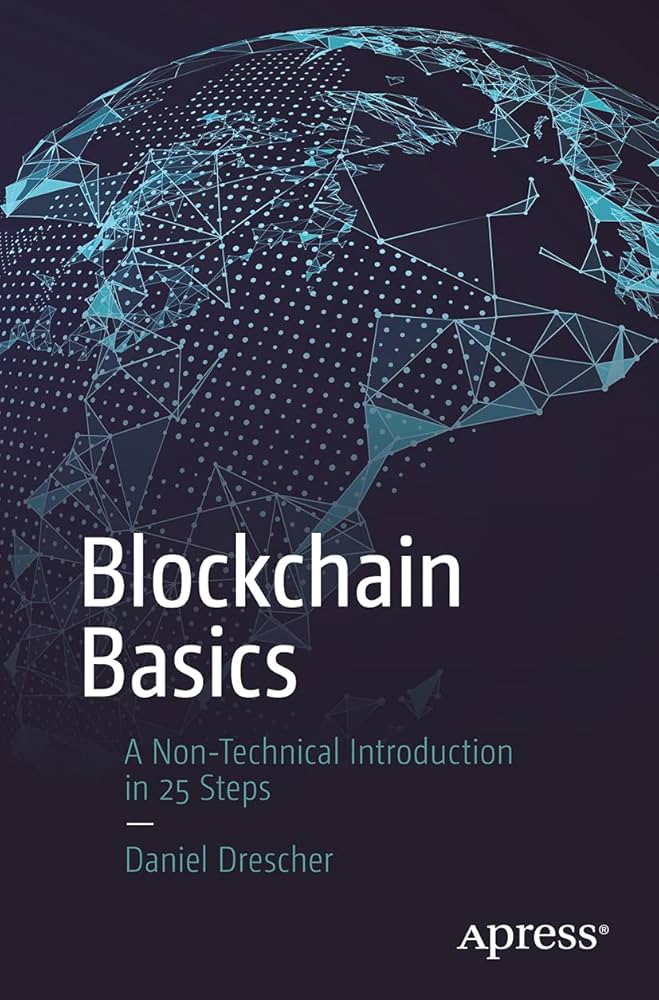 Blockchain
Basics
A Non-Technical Introduction
in 25 Steps
Daniel Drescher
Apress®